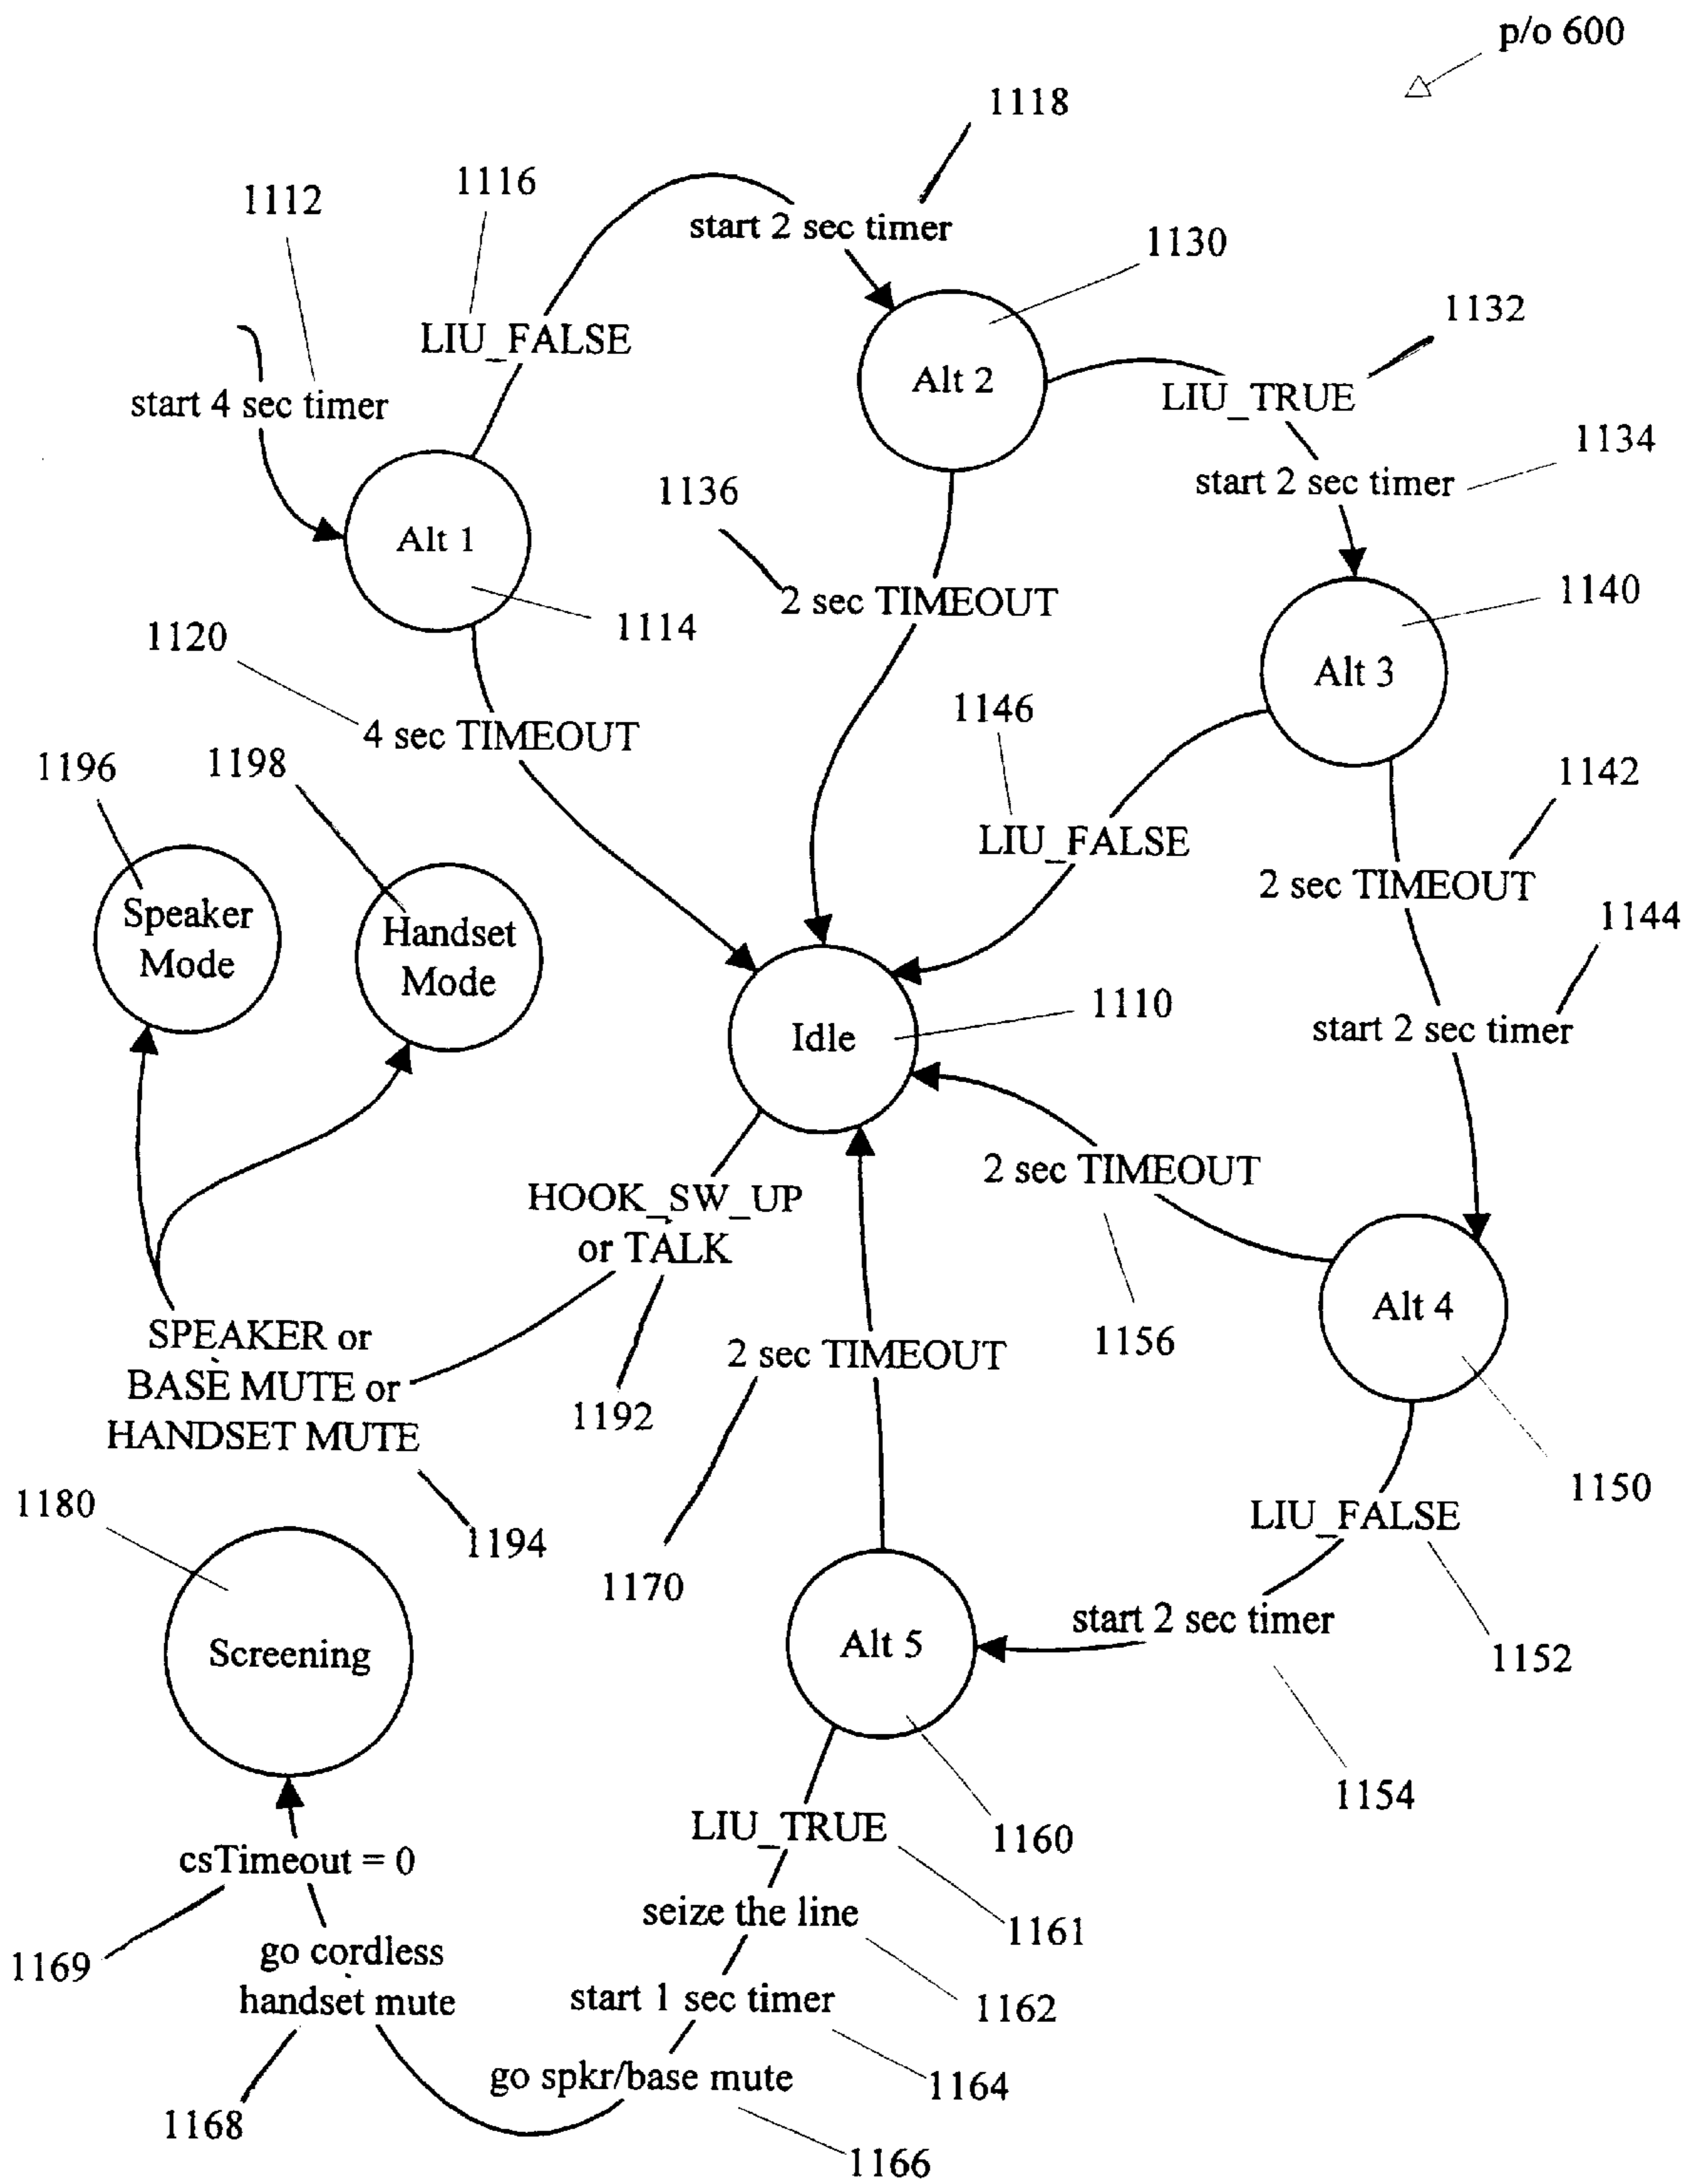 p/o 600
1118
1116
1112
start 2 sec timer
1130
1132
LIU_FALSE
Alt 2
LIU_TRUE
start 4 sec timer
1134
start 2 sec timer
1136
Alt 1
2 sec TIMEOUT
1140
1114
1120
Alt 3
1146
4 sec TIMEOUT
1196
1198
1142
LIU_FALSE
2 sec TIMEOUT
1144
Speaker
Mode
Handset
Mode
1110
Idle
start 2 sec timer
2 sec TIMEOUT
HOOK_SW_UP
or TALK
Alt 4
SPEAKER or
BASE MUTE or
HANDSET MUTE
2 sec TIMEOUT
1156
1192
1150
1180
LIU_FALSE
1194
1170
start 2 sec timer
Alt 5
Screening
1152
1154
LIU_TRUE
1160
csTimeout = 0
seize the line
1161
1169
go cordless
handset mute
start 1 sec timer
1162
go spkr/base mute
1164
1168
1166